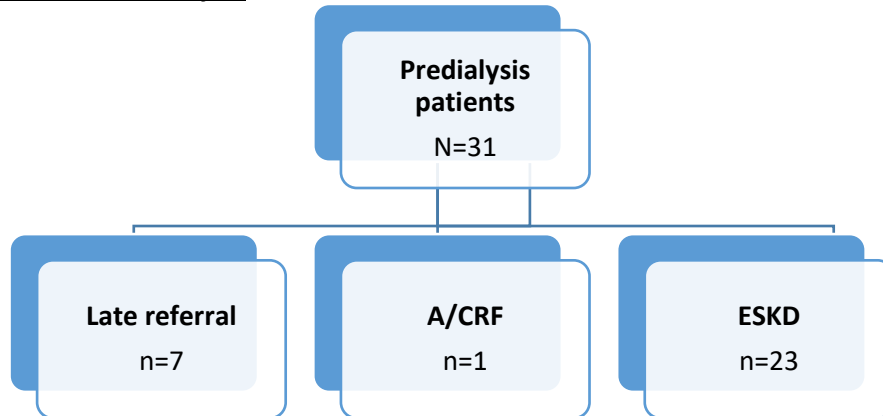 Predialysis
patients
N=31
Late referral
n=7
A/CRF
n=1
ESKD
n=23